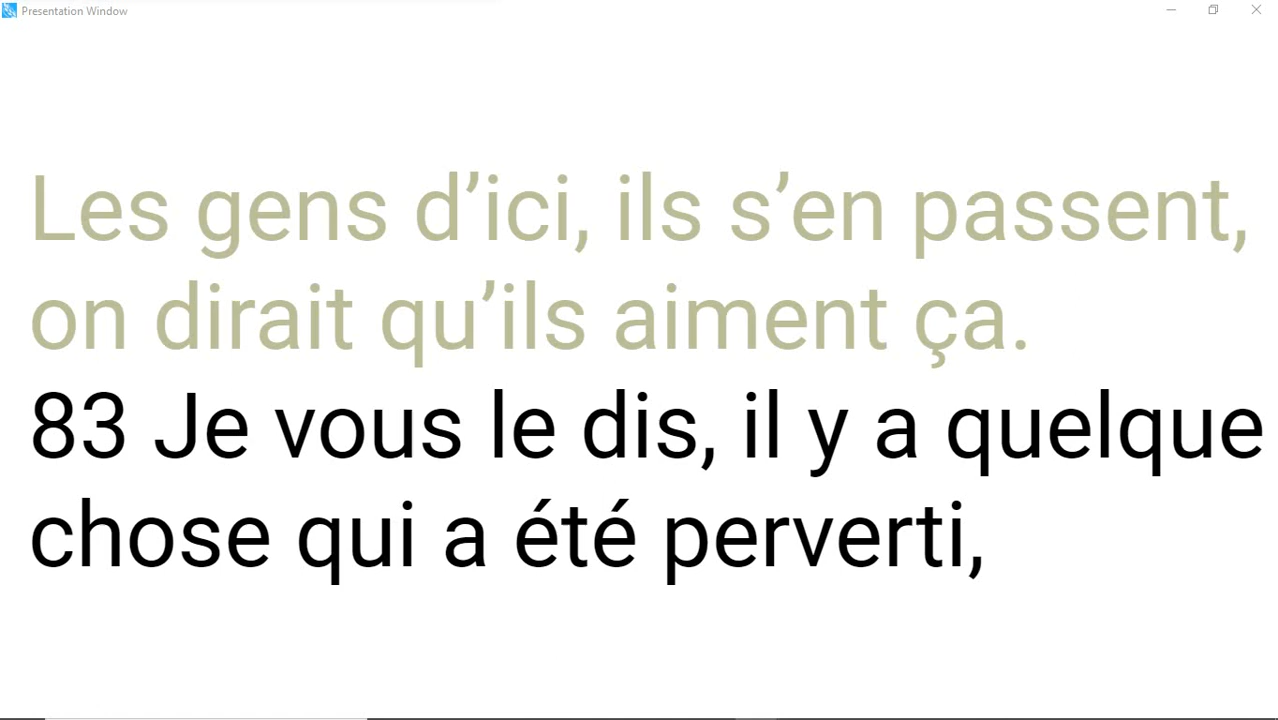 Presentation Window
Les gens d’ici, ils s’en passent,
on dirait qu’ils aiment ça.
83 Je vous le dis, il y a quelque
chose qui a été perverti,